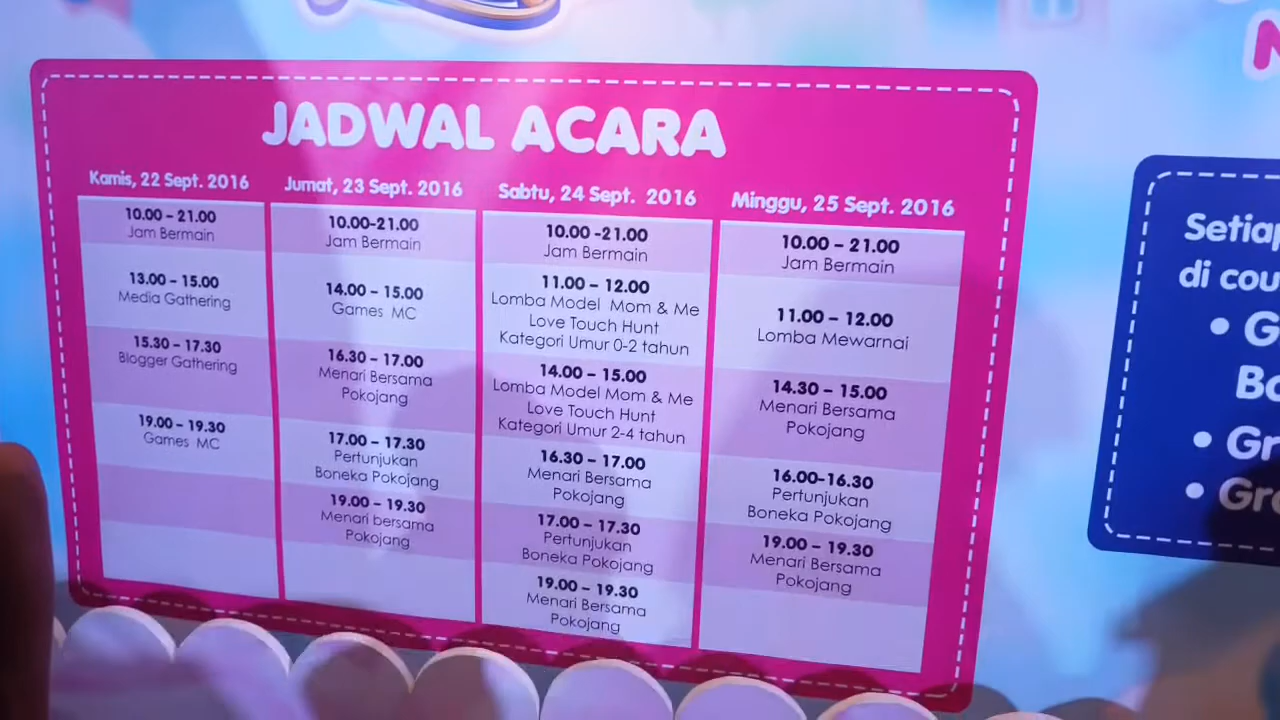 JADWAL ACARA
Kamis, 22 Sept. 2016
10.00 – 21.00
Jam Bermain
13.00 – 15.00
Media Gathering
15.30 – 17.30
Blogger Gathering
19.00 – 19.30
Games MC
Jumat, 23 Sept. 2016
10.00-21.00
Jam Bermain
14.00 – 15.00
Games MC
16.30 – 17.00
Menari Bersama
Pokojang
17.00 – 17.30
Pertunjukan
Boneka Pokojang
19.00 – 19.30
Menari bersama
Pokojang
Sabtu, 24 Sept. 2016
10.00 -21.00
Jam Bermain
11.00 – 12.00
Lomba Model Mom & Me
Love Touch Hunt
Kategori Umur 0-2 tahun
14.00 – 15.00
Lomba Model Mom & Me
Love Touch Hunt
Kategori Umur 2-4 tahun
16.30 – 17.00
Menari Bersama
Pokojang
17.00 – 17.30
Pertunjukan
Boneka Pokojang
19.00 – 19.30
Menari Bersama
Pokojang
Minggu, 25 Sept. 2016
10.00 – 21.00
Jam Bermain
11.00 – 12.00
Lomba Mewarnai
14.30 – 15.00
Menari Bersama
Pokojang
16.00-16.30
Pertunjukan
Boneka Pokojang
19.00 – 19.30
Menari Bersama
Pokojang
di